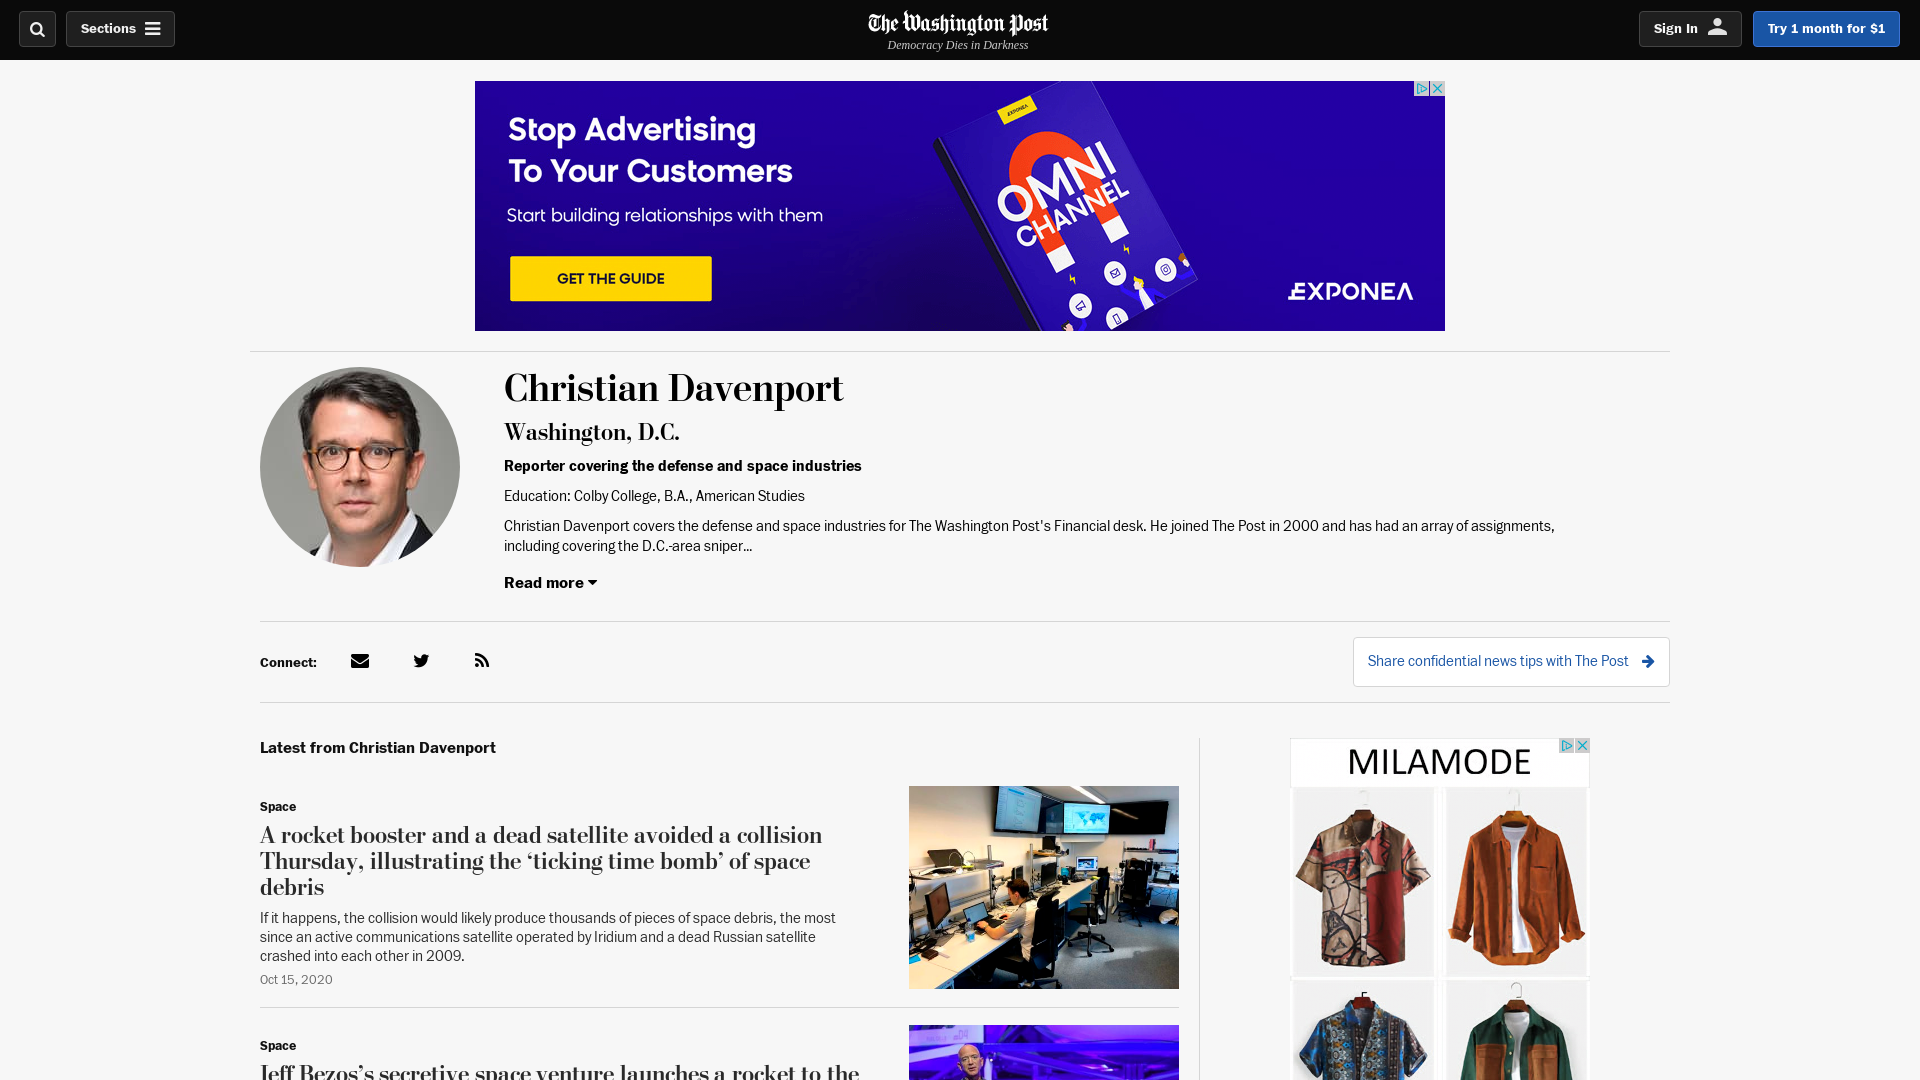 Sections
The Washington Post
Democracy Dies in Darkness
Sign In
Try 1 month for $1
Stop Advertising
To Your Customers
Start building relationships with them
GET THE GUIDE
EXPONEA
OMNI
CHANNEL
EXPONEA
Christian Davenport
Washington, D.C.
Reporter covering the defense and space industries
Education: Colby College, B.A., American Studies
Christian Davenport covers the defense and space industries for The Washington Post's Financial desk. He joined The Post in 2000 and has had an array of assignments,
including covering the D.C.-area sniper...
Read more
Connect:
Share confidential news tips with The Post
Latest from Christian Davenport
Space
A rocket booster and a dead satellite avoided a collision
Thursday, illustrating the ‘ticking time bomb’ of space
debris
If it happens, the collision would likely produce thousands of pieces of space debris, the most
since an active communications satellite operated by Iridium and a dead Russian satellite
crashed into each other in 2009.
Oct 15, 2020
MILAMODE
Space
Jeff Bezos’s secretive space venture launches a rocket to the